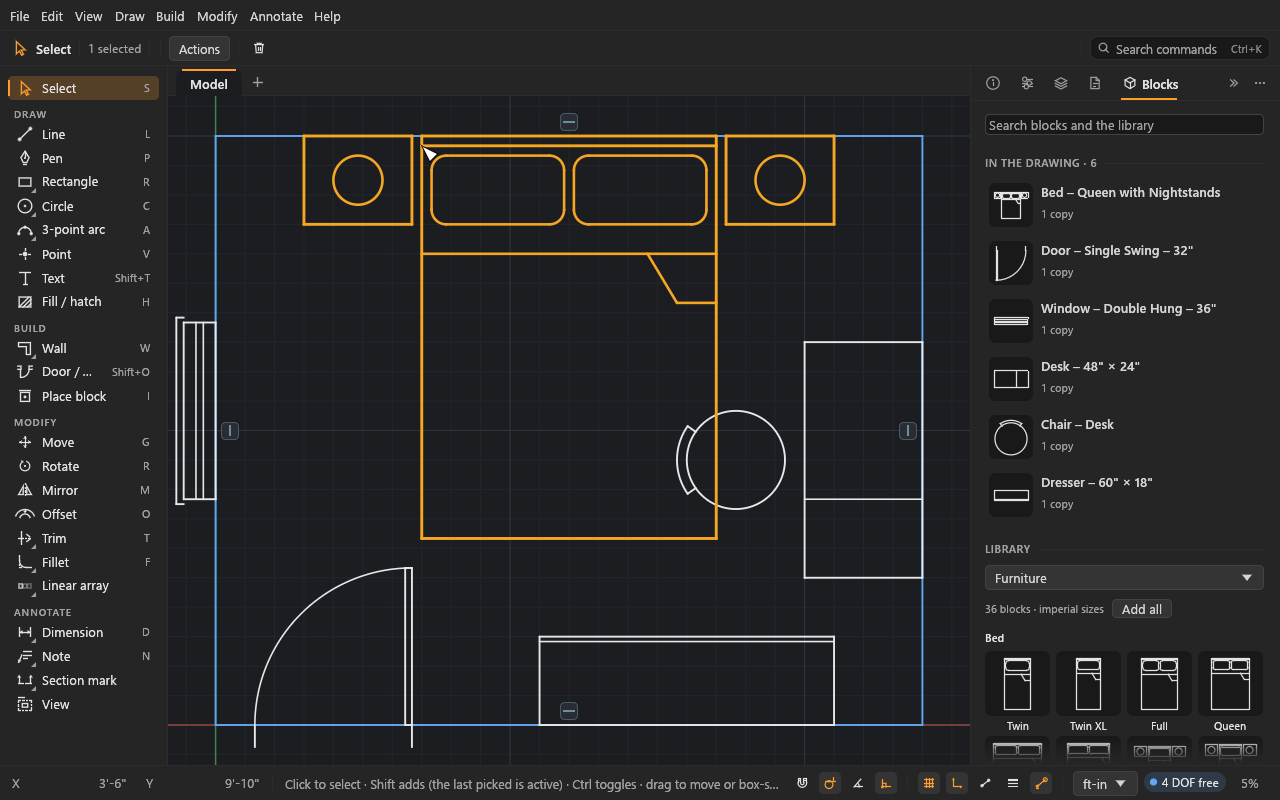 File Edit View Draw Build Modify Annotate Help
Select 1 selected Actions Search commands Ctrl+K
Select S
DRAW
Line L
Pen P
Rectangle R
Circle C
3-point arc A
Point V
Text Shift+T
Fill / hatch H
BUILD
Wall W
Door / ... Shift+O
Place block I
MODIFY
Move G
Rotate R
Mirror M
Offset O
Trim T
Fillet F
Linear array
ANNOTATE
Dimension D
Note N
Section mark
View
Model
Blocks
Search blocks and the library
IN THE DRAWING · 6
Bed – Queen with Nightstands
1 copy
Door – Single Swing – 32"
1 copy
Window – Double Hung – 36"
1 copy
Desk – 48" × 24"
1 copy
Chair – Desk
1 copy
Dresser – 60" × 18"
1 copy
LIBRARY
Furniture
36 blocks · imperial sizes Add all
Bed
Twin Twin XL Full Queen
X 3'-6" Y 9'-10" Click to select · Shift adds (the last picked is active) · Ctrl toggles · drag to move or box-s... ft-in 4 DOF free 5%